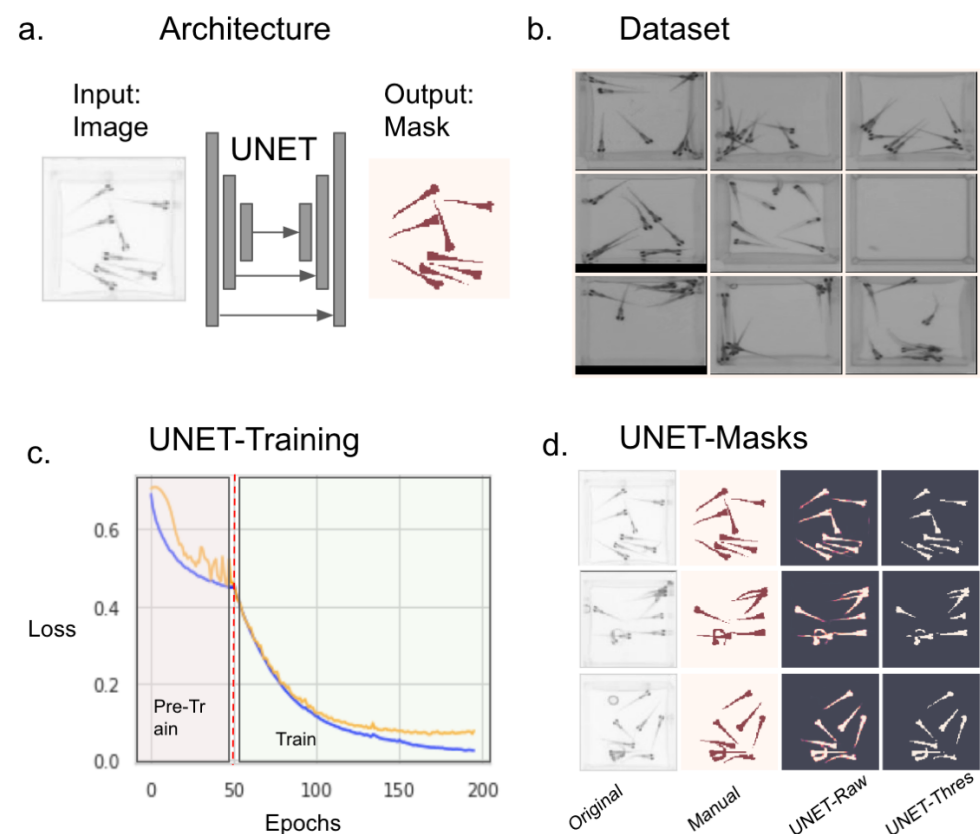 a. Architecture
Input:
Image
UNET
Output:
Mask
b. Dataset
c. UNET-Training
Loss
0.6
0.4
0.2
0.0
Pre-Tr
ain
Train
0 50 100 150 200
Epochs
d. UNET-Masks
Original Manual UNET-Raw UNET-Thres